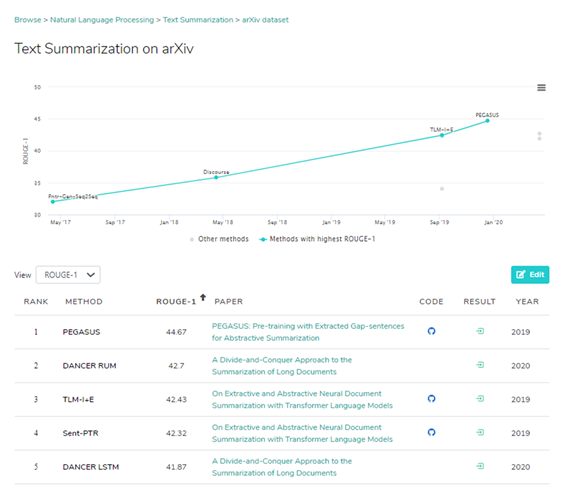 Browse > Natural Language Processing > Text Summarization > arXiv dataset
Text Summarization on arXiv
50
45
40
35
30
ROUGE-1
Pntr-Gen-Seq2Seq
Discourse
TLM-I+E
PEGASUS
May '17 Sep '17 Jan '18 May '18 Sep '18 Jan '19 May '19 Sep '19 Jan '20
Other methods Methods with highest ROUGE-1
View ROUGE-1 Edit
RANK METHOD ROUGE-1 PAPER CODE RESULT YEAR
1 PEGASUS 44.67 PEGASUS: Pre-training with Extracted Gap-sentences 2019
for Abstractive Summarization
2 DANCER RUM 42.7 A Divide-and-Conquer Approach to the 2020
Summarization of Long Documents
3 TLM-I+E 42.43 On Extractive and Abstractive Neural Document 2019
Summarization with Transformer Language Models
4 Sent-PTR 42.32 On Extractive and Abstractive Neural Document 2019
Summarization with Transformer Language Models
5 DANCER LSTM 41.87 A Divide-and-Conquer Approach to the 2020
Summarization of Long Documents